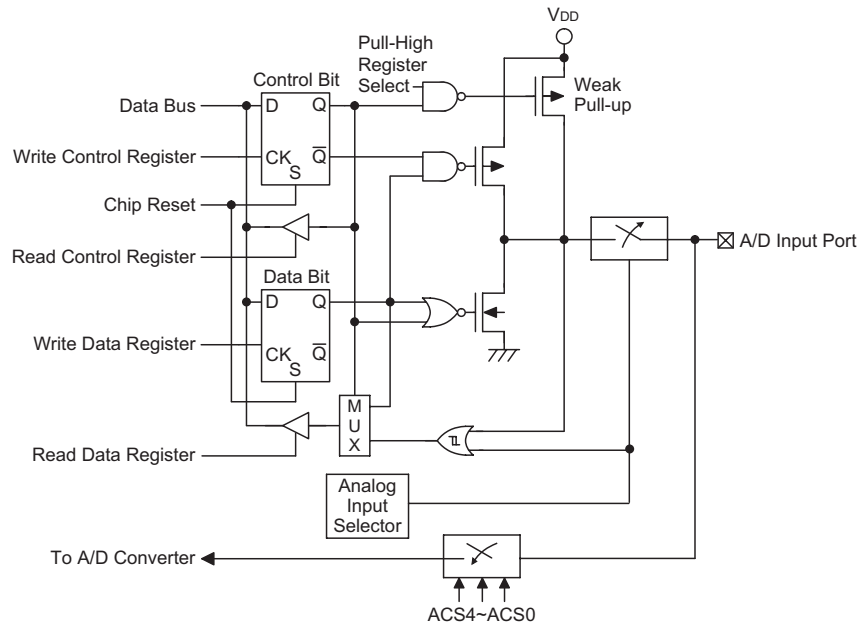 VDD
Pull-High
Register
Select
Control Bit
Weak
Pull-up
Data Bus
D
Q
Write Control Register
CK
Q
S
Chip Reset
Read Control Register
A/D Input Port
Data Bit
D
Q
Write Data Register
CK
Q
S
M
U
X
Read Data Register
Analog
Input
Selector
To A/D Converter
ACS4~ACS0